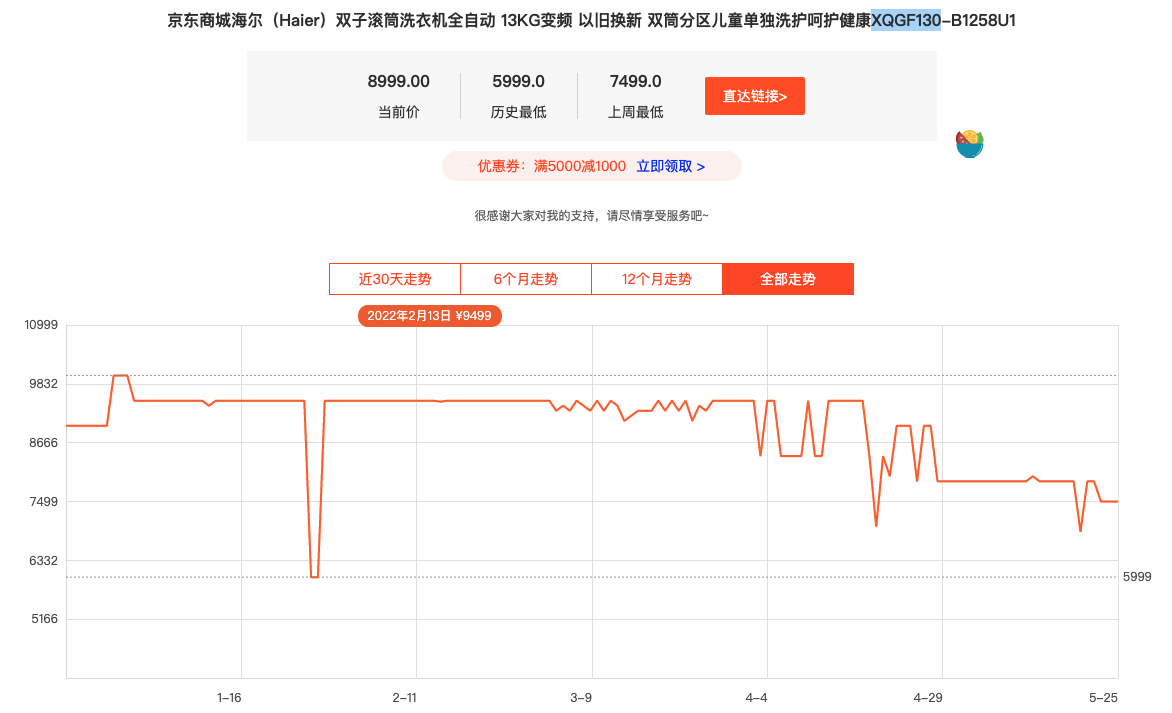 京东商城海尔（Haier）双子滚筒洗衣机全自动 13KG变频 以旧换新 双筒分区儿童单独洗护呵护健康XQGF130-B1258U1
8999.00 5999.0 7499.0
当前价 历史最低 上周最低
直达链接>
优惠券：满5000减1000 立即领取 >
很感谢大家对我的支持，请尽情享受服务吧~
近30天走势 6个月走势 12个月走势 全部走势
2022年2月13日 ¥9499
10999
9832
8666
7499
6332
5999
5166
1-16 2-11 3-9 4-4 4-29 5-25